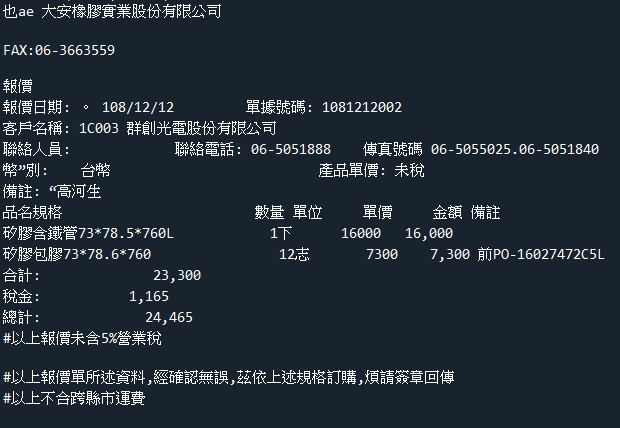 也ae 大安橡膠實業股份有限公司
FAX:06-3663559
報價
報價日期: 。 108/12/12 單據號碼: 1081212002
客戶名稱: 1C003 群創光電股份有限公司
聯絡人員: 聯絡電話: 06-5051888 傳真號碼 06-5055025.06-5051840
幣”別: 台幣 產品單價: 未稅
備註: “高河生
品名規格 數量 單位 單價 金額 備註
矽膠含鐵管73*78.5*760L 1下 16000 16,000
矽膠包膠73*78.6*760 12志 7300 7,300 前PO-16027472C5L
合計: 23,300
稅金: 1,165
總計: 24,465
#以上報價未含5%營業稅
#以上報價單所述資料,經確認無誤,茲依上述規格訂購,煩請簽章回傳
#以上不合跨縣市運費